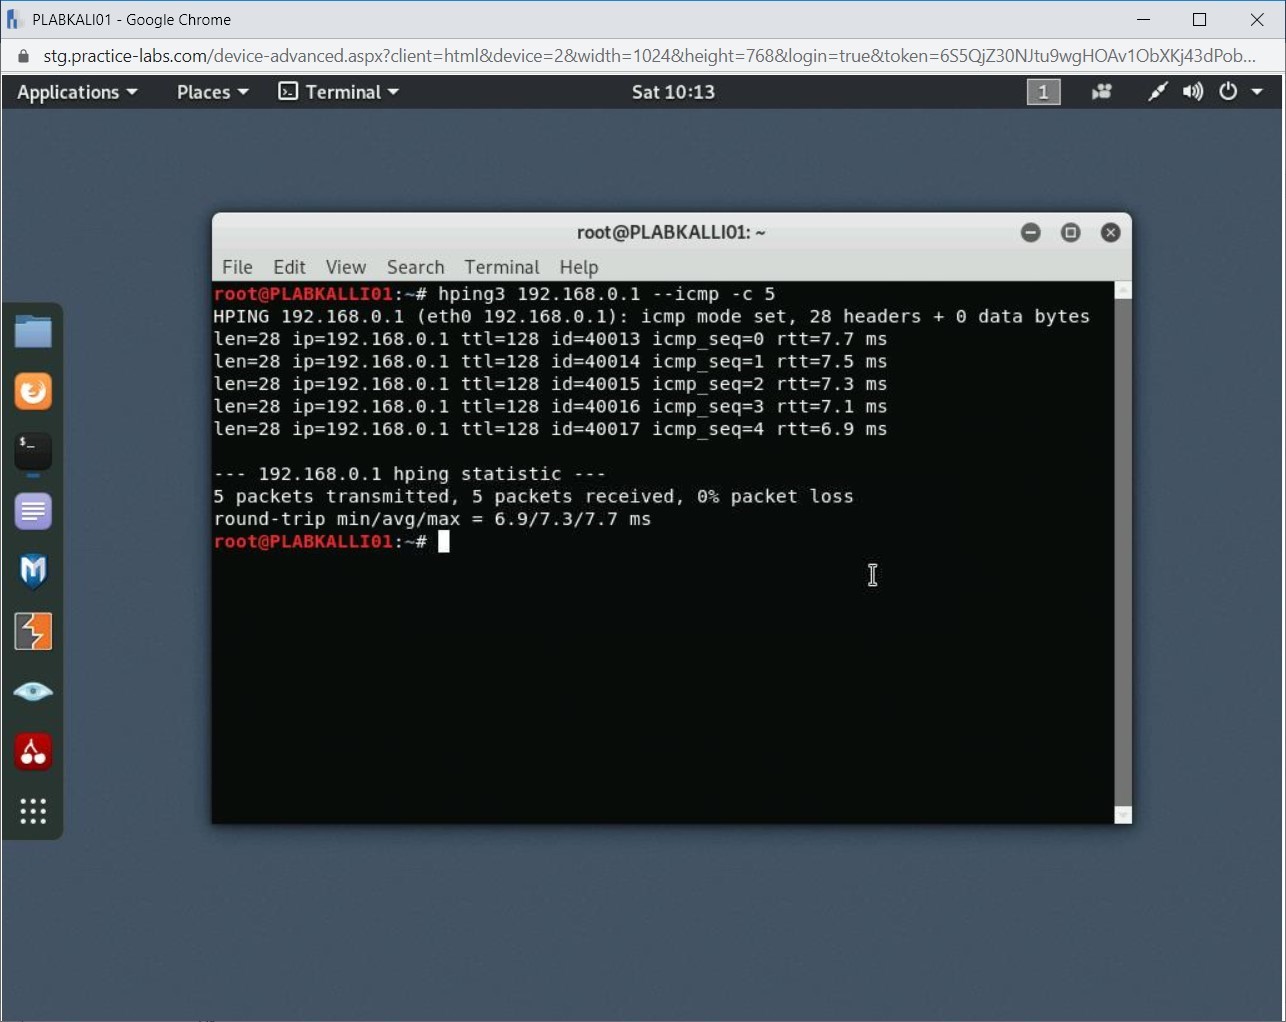 PLABKALI01 - Google Chrome
stg.practice-labs.com/device-advanced.aspx?client=html&device=2&width=1024&height=768&login=true&token=6S5QjZ30NJtu9wgHOAv1ObXKj43dPob...
Applications Places Terminal Sat 10:13 1
root@PLABKALLI01: ~
File Edit View Search Terminal Help
root@PLABKALLI01:~# hping3 192.168.0.1 --icmp -c 5
HPING 192.168.0.1 (eth0 192.168.0.1): icmp mode set, 28 headers + 0 data bytes
len=28 ip=192.168.0.1 ttl=128 id=40013 icmp_seq=0 rtt=7.7 ms
len=28 ip=192.168.0.1 ttl=128 id=40014 icmp_seq=1 rtt=7.5 ms
len=28 ip=192.168.0.1 ttl=128 id=40015 icmp_seq=2 rtt=7.3 ms
len=28 ip=192.168.0.1 ttl=128 id=40016 icmp_seq=3 rtt=7.1 ms
len=28 ip=192.168.0.1 ttl=128 id=40017 icmp_seq=4 rtt=6.9 ms
--- 192.168.0.1 hping statistic ---
5 packets transmitted, 5 packets received, 0% packet loss
round-trip min/avg/max = 6.9/7.3/7.7 ms
root@PLABKALLI01:~#
$_